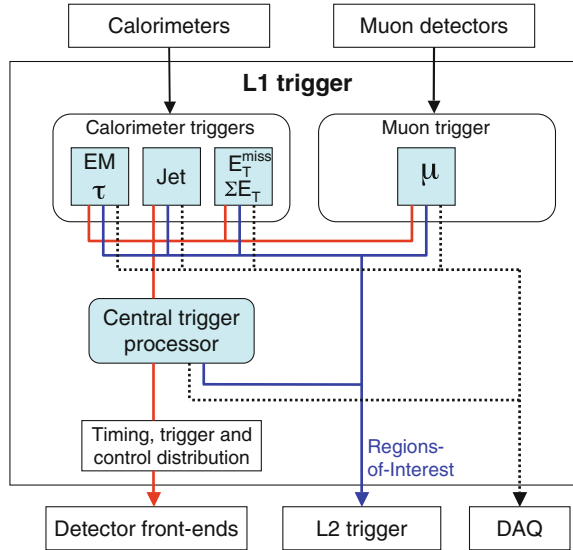 Calorimeters
Muon detectors
L1 trigger
Calorimeter triggers
Muon trigger
EM
τ
Jet
E_T^miss
ΣE_T
μ
Central trigger
processor
Timing, trigger and
control distribution
Regions-
of-Interest
Detector front-ends
L2 trigger
DAQ